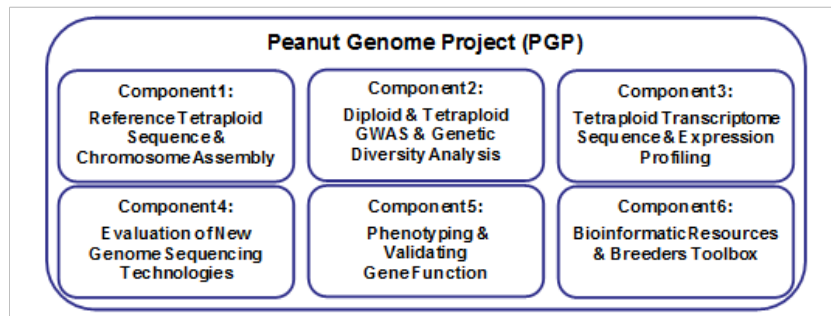 Peanut Genome Project (PGP)
Component1:
Reference Tetraploid
Sequence &
Chromosome Assembly
Component2:
Diploid & Tetraploid
GWAS & Genetic
Diversity Analysis
Component3:
Tetraploid Transcriptome
Sequence & Expression
Profiling
Component4:
Evaluation of New
Genome Sequencing
Technologies
Component5:
Phenotyping &
Validating
Gene Function
Component6:
Bioinformatic Resources
& Breeders Toolbox